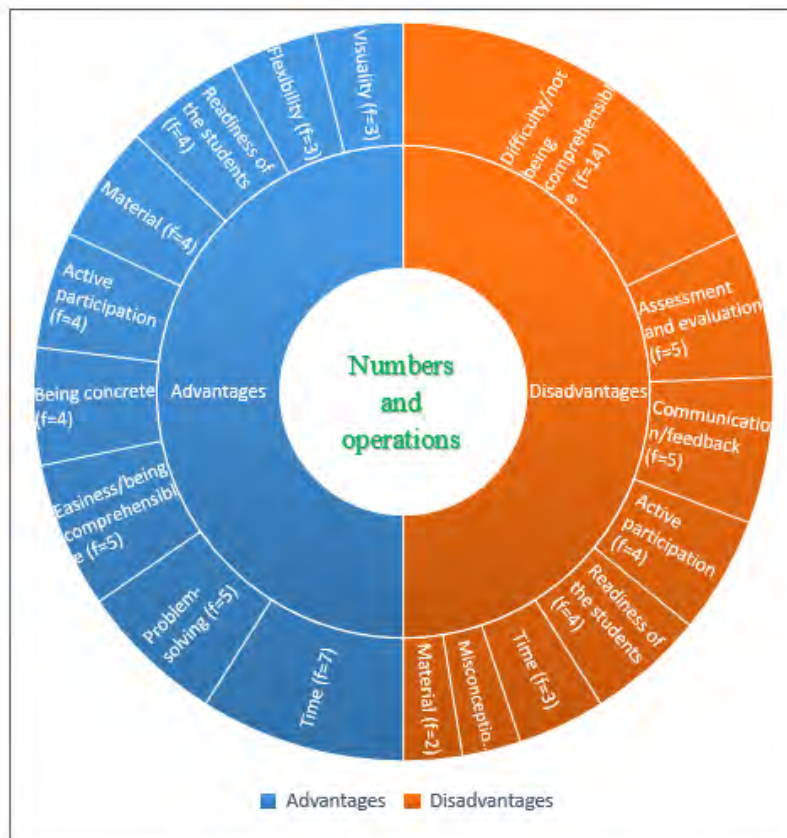 Visuality (f=3)
Flexibility (f=3)
Readiness of
the students
(f=4)
Material (f=4)
Active
participation
(f=4)
Being concrete
(f=4)
Easiness/being
comprehensibl
e (f=5)
Problem-
solving (f=5)
Time (f=7)
Advantages
Numbers
and
operations
Disadvantages
Difficulty/not
being
comprehensibl
e (f=14)
Assessment
and evaluation
(f=5)
Communicatio
n/feedback
(f=5)
Active
participation
(f=4)
Readiness of
the students
(f=4)
Time (f=3)
Misconceptio...
Material (f=2)
Advantages Disadvantages